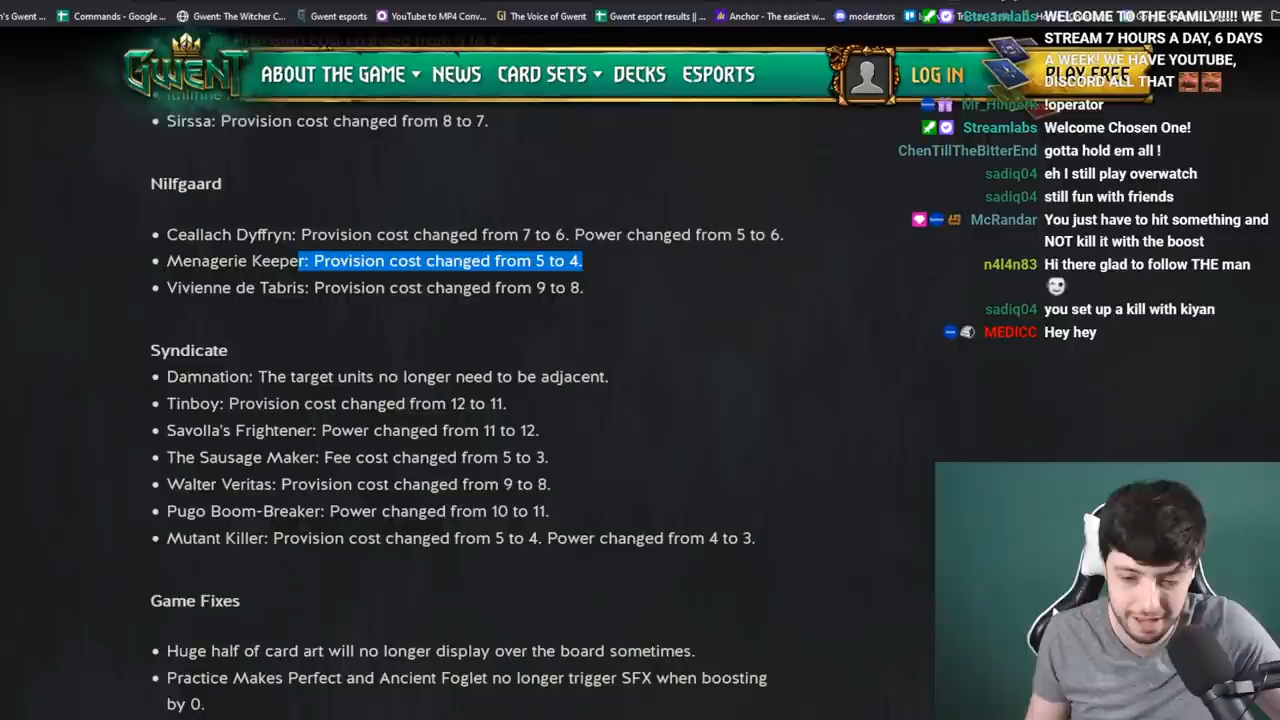 's Gwent ...
Commands - Google ...
Gwent: The Witcher C...
Gwent esports
YouTube to MP4 Conv...
The Voice of Gwent
Gwent esport results || ...
Anchor - The easiest w...
moderators
GWENT
ABOUT THE GAME
NEWS
CARD SETS
DECKS
ESPORTS
LOG IN
PLAY FREE
• Sirssa: Provision cost changed from 8 to 7.
Nilfgaard
• Ceallach Dyffryn: Provision cost changed from 7 to 6. Power changed from 5 to 6.
• Menagerie Keeper: Provision cost changed from 5 to 4.
• Vivienne de Tabris: Provision cost changed from 9 to 8.
Syndicate
• Damnation: The target units no longer need to be adjacent.
• Tinboy: Provision cost changed from 12 to 11.
• Savolla's Frightener: Power changed from 11 to 12.
• The Sausage Maker: Fee cost changed from 5 to 3.
• Walter Veritas: Provision cost changed from 9 to 8.
• Pugo Boom-Breaker: Power changed from 10 to 11.
• Mutant Killer: Provision cost changed from 5 to 4. Power changed from 4 to 3.
Game Fixes
• Huge half of card art will no longer display over the board sometimes.
• Practice Makes Perfect and Ancient Foglet no longer trigger SFX when boosting
by 0.
Streamlabs WELCOME TO THE FAMILY!!!!! WE
STREAM 7 HOURS A DAY, 6 DAYS
A WEEK! WE HAVE YOUTUBE,
DISCORD ALL THAT
Mr_Hinnerk !operator
Streamlabs Welcome Chosen One!
ChenTillTheBitterEnd gotta hold em all !
sadiq04 eh I still play overwatch
sadiq04 still fun with friends
McRandar You just have to hit something and
NOT kill it with the boost
n4l4n83 Hi there glad to follow THE man
sadiq04 you set up a kill with kiyan
MEDICC Hey hey